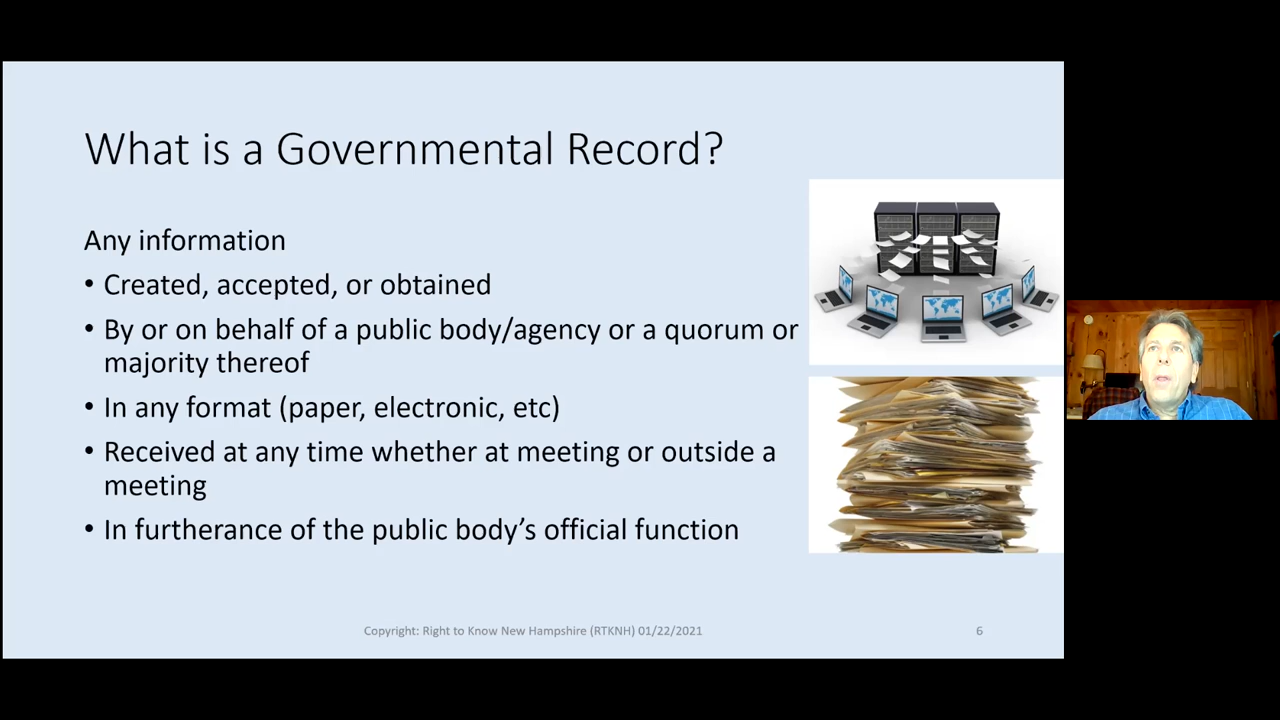 What is a Governmental Record?
Any information
• Created, accepted, or obtained
• By or on behalf of a public body/agency or a quorum or
majority thereof
• In any format (paper, electronic, etc)
• Received at any time whether at meeting or outside a
meeting
• In furtherance of the public body’s official function
Copyright: Right to Know New Hampshire (RTKNH) 01/22/2021
6